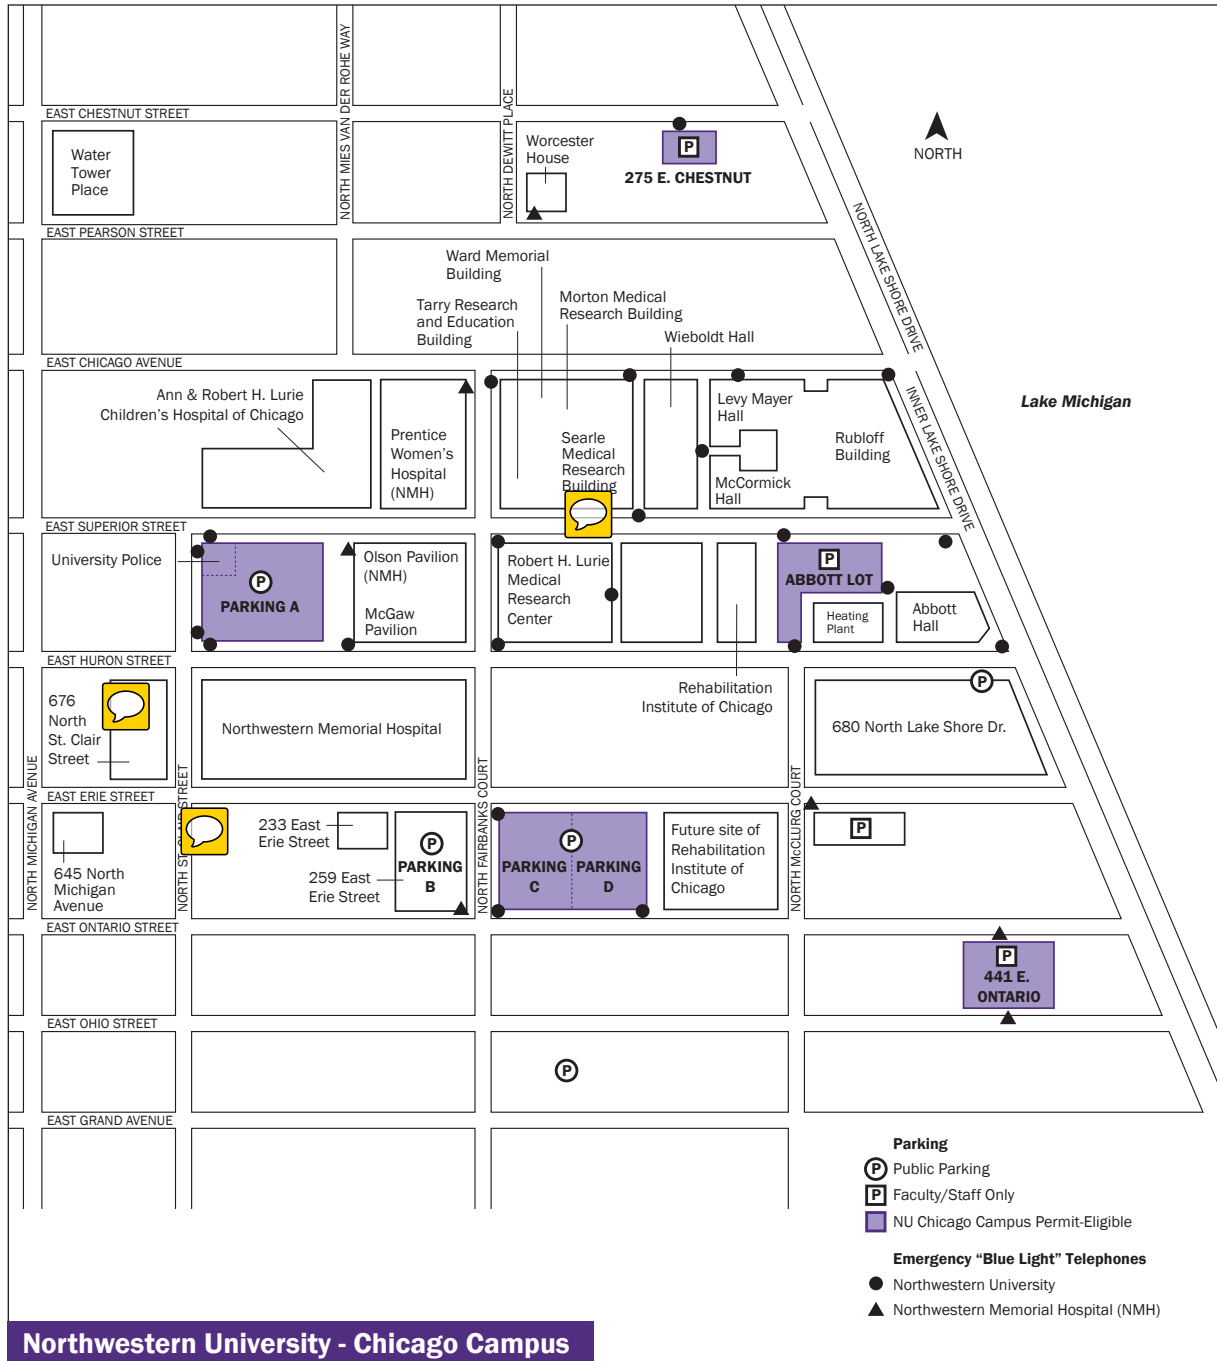 NORTH MIES VAN DER ROHE WAY
NORTH DEWITT PLACE
EAST CHESTNUT STREET
Water
Tower
Place
Worcester
House
P
275 E. CHESTNUT
NORTH
EAST PEARSON STREET
NORTH LAKE SHORE DRIVE
Ward Memorial
Building
Tarry Research
and Education
Building
Morton Medical
Research Building
Wieboldt Hall
EAST CHICAGO AVENUE
Ann & Robert H. Lurie
Children's Hospital of Chicago
Prentice
Women's
Hospital
(NMH)
Searle
Medical
Research
Building
Levy Mayer
Hall
McCormick
Hall
Rubloff
Building
INNER LAKE SHORE DRIVE
Lake Michigan
EAST SUPERIOR STREET
University Police
P
PARKING A
Olson Pavilion
(NMH)
McGaw
Pavilion
Robert H. Lurie
Medical
Research
Center
P
ABBOTT LOT
Heating
Plant
Abbott
Hall
EAST HURON STREET
676
North
St. Clair
Street
Northwestern Memorial Hospital
Rehabilitation
Institute of Chicago
P
680 North Lake Shore Dr.
NORTH MICHIGAN AVENUE
NORTH FAIRBANKS COURT
NORTH McCLURG COURT
EAST ERIE STREET
645 North
Michigan
Avenue
233 East
Erie Street
259 East
Erie Street
P
PARKING
B
P
PARKING
C
PARKING
D
Future site of
Rehabilitation
Institute of
Chicago
P
EAST ONTARIO STREET
P
441 E.
ONTARIO
EAST OHIO STREET
P
EAST GRAND AVENUE
Parking
P Public Parking
P Faculty/Staff Only
NU Chicago Campus Permit-Eligible
Emergency “Blue Light” Telephones
Northwestern University
Northwestern Memorial Hospital (NMH)
Northwestern University - Chicago Campus